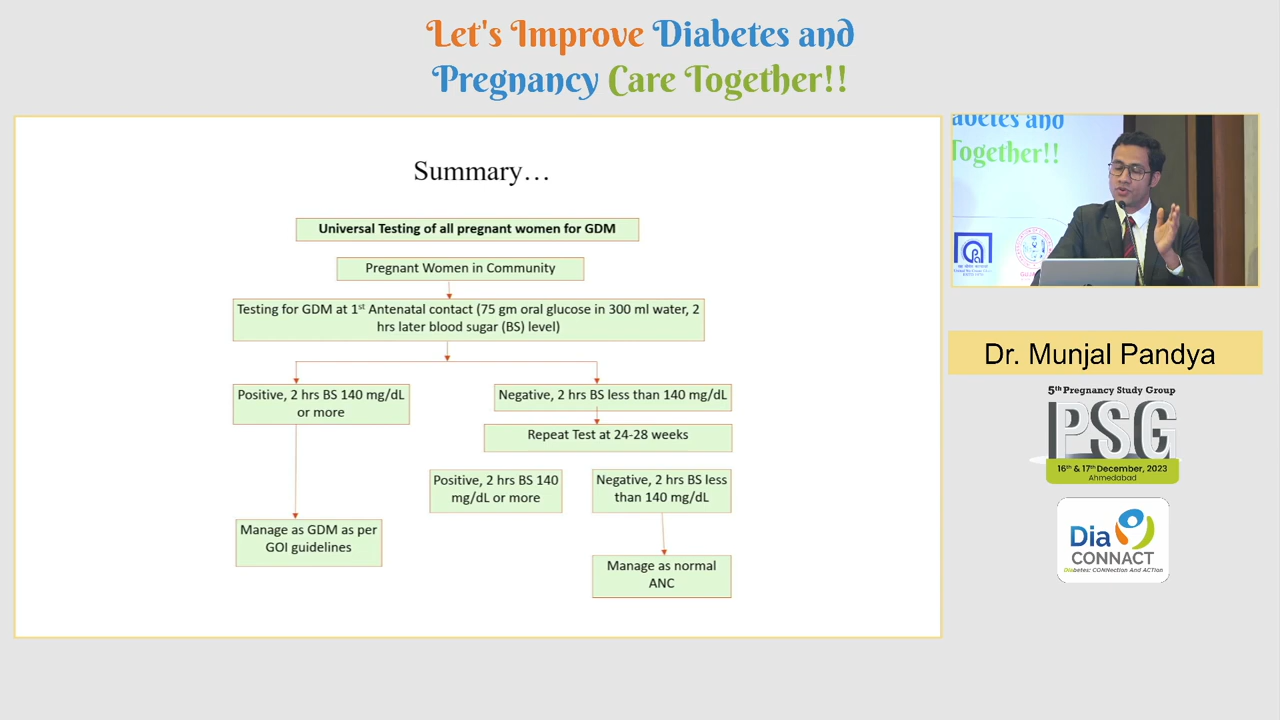 Let's Improve Diabetes and
Pregnancy Care Together!!
Summary…
Universal Testing of all pregnant women for GDM
Pregnant Women in Community
Testing for GDM at 1st Antenatal contact (75 gm oral glucose in 300 ml water, 2
hrs later blood sugar (BS) level)
Positive, 2 hrs BS 140 mg/dL
or more
Negative, 2 hrs BS less than 140 mg/dL
Repeat Test at 24-28 weeks
Positive, 2 hrs BS 140
mg/dL or more
Negative, 2 hrs BS less
than 140 mg/dL
Manage as GDM as per
GOI guidelines
Manage as normal
ANC
abetes and
Together!!
Dr. Munjal Pandya
5th Pregnancy Study Group
PSG
16th & 17th December, 2023
Ahmedabad
Dia
CONNACT
Diabetes: CONNection And ACTion